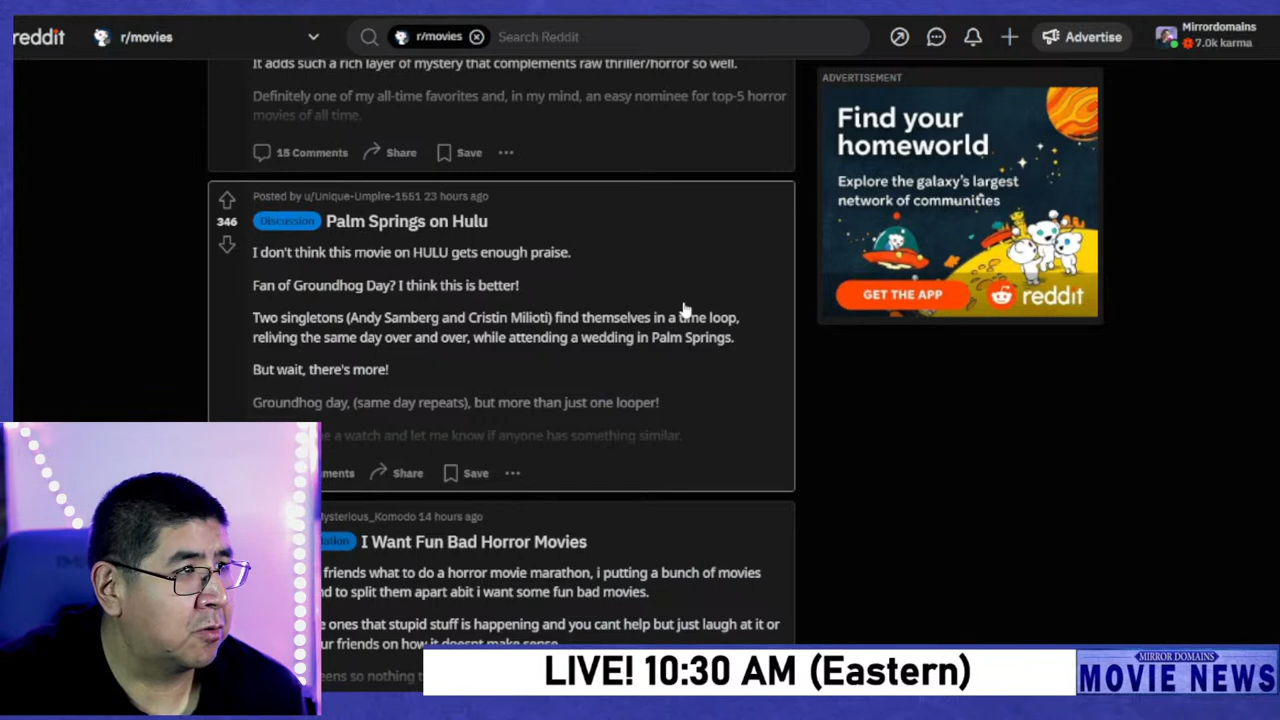 reddit r/movies r/movies Search Reddit Advertise Mirrordomains
7.0k karma
It adds such a rich layer of mystery that complements raw thriller/horror so well.
Definitely one of my all-time favorites and, in my mind, an easy nominee for top-5 horror
movies of all time.
15 Comments Share Save
ADVERTISEMENT
Find your
homeworld
Explore the galaxy's largest
network of communities
GET THE APP reddit
Posted by u/Unique-Umpire-1551 23 hours ago
346
Discussion Palm Springs on Hulu
I don't think this movie on HULU gets enough praise.
Fan of Groundhog Day? I think this is better!
Two singletons (Andy Samberg and Cristin Milioti) find themselves in a time loop,
reliving the same day over and over, while attending a wedding in Palm Springs.
But wait, there's more!
Groundhog day, (same day repeats), but more than just one looper!
a watch and let me know if anyone has something similar.
Share Save
14 hours ago
I Want Fun Bad Horror Movies
friends what to do a horror movie marathon, i putting a bunch of movies
to split them apart abit i want some fun bad movies.
ones that stupid stuff is happening and you cant help but just laugh at it or
friends on how it doesnt make sense
so nothing
LIVE! 10:30 AM (Eastern)
MIRROR DOMAINS
MOVIE NEWS